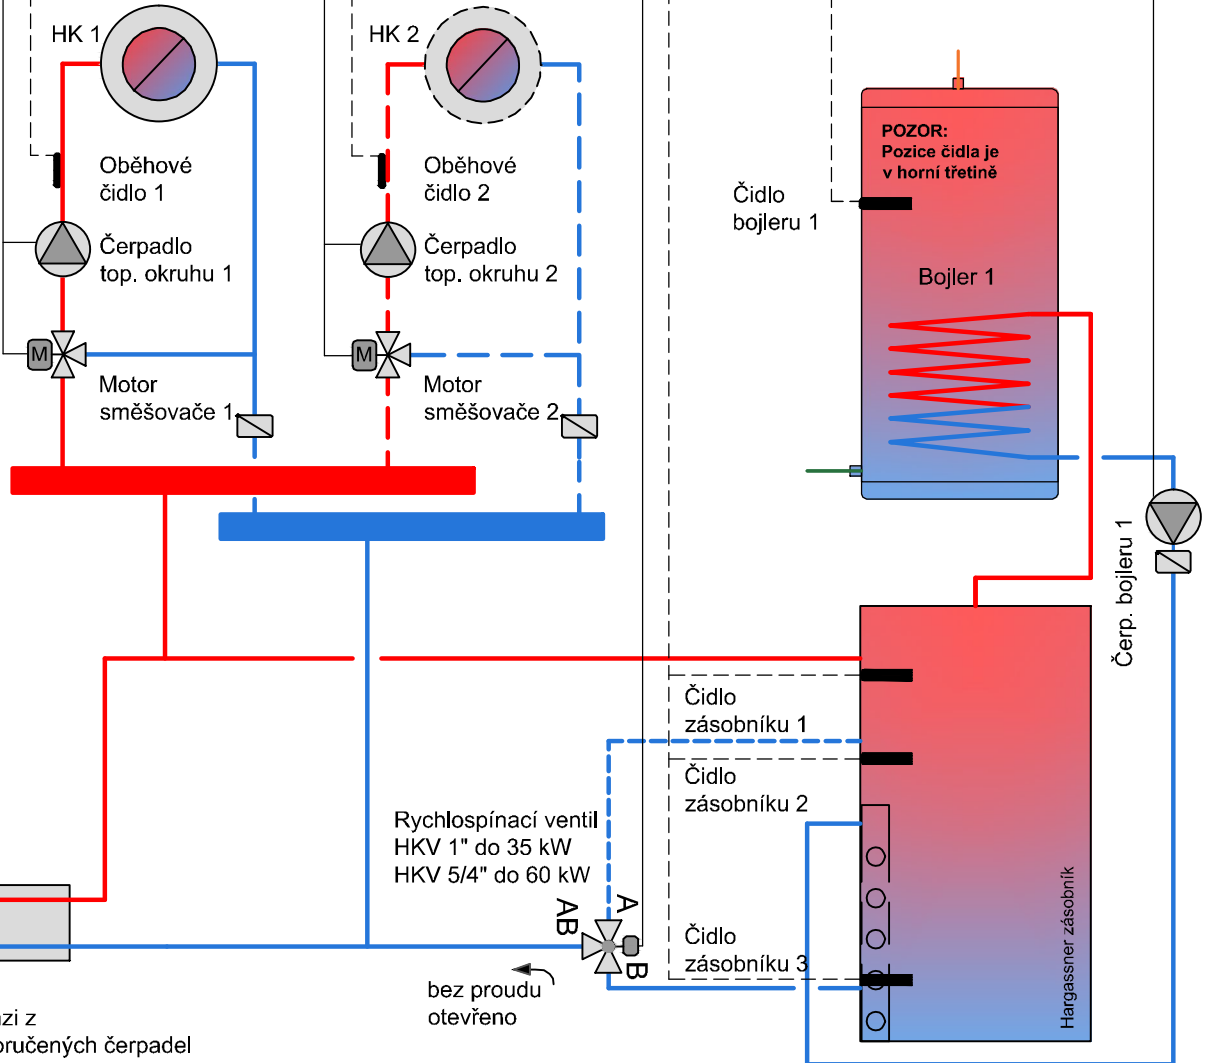 HK 1
HK 2
Oběhové
čidlo 1
Oběhové
čidlo 2
POZOR:
Pozice čidla je
v horní třetině
Čidlo
bojleru 1
Čerpadlo
top. okruhu 1
Čerpadlo
top. okruhu 2
Bojler 1
M
M
Motor
směšovače 1
Motor
směšovače 2
Čerp. bojleru 1
Čidlo
zásobníku 1
Čidlo
zásobníku 2
Rychlospínací ventil
HKV 1" do 35 kW
HKV 5/4" do 60 kW
A
AB
B
Čidlo
zásobníku 3
Hargassner zásobník
bez proudu
otevřeno
zi z
oručených čerpadel